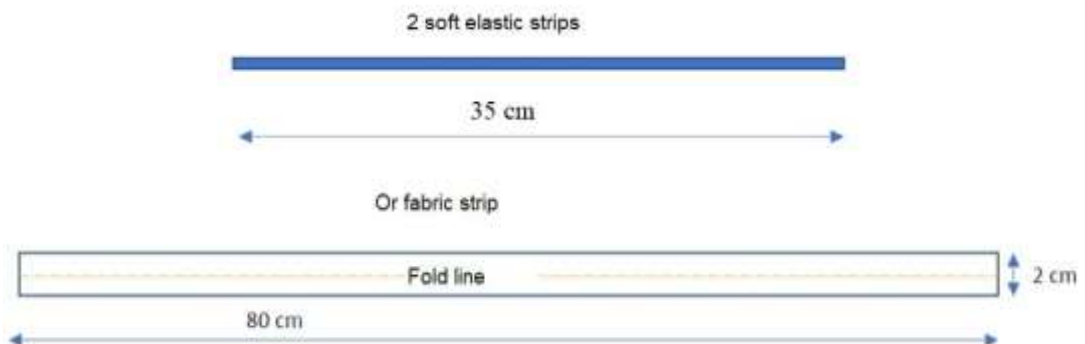 2 soft elastic strips
35 cm
Or fabric strip
Fold line
2 cm
80 cm